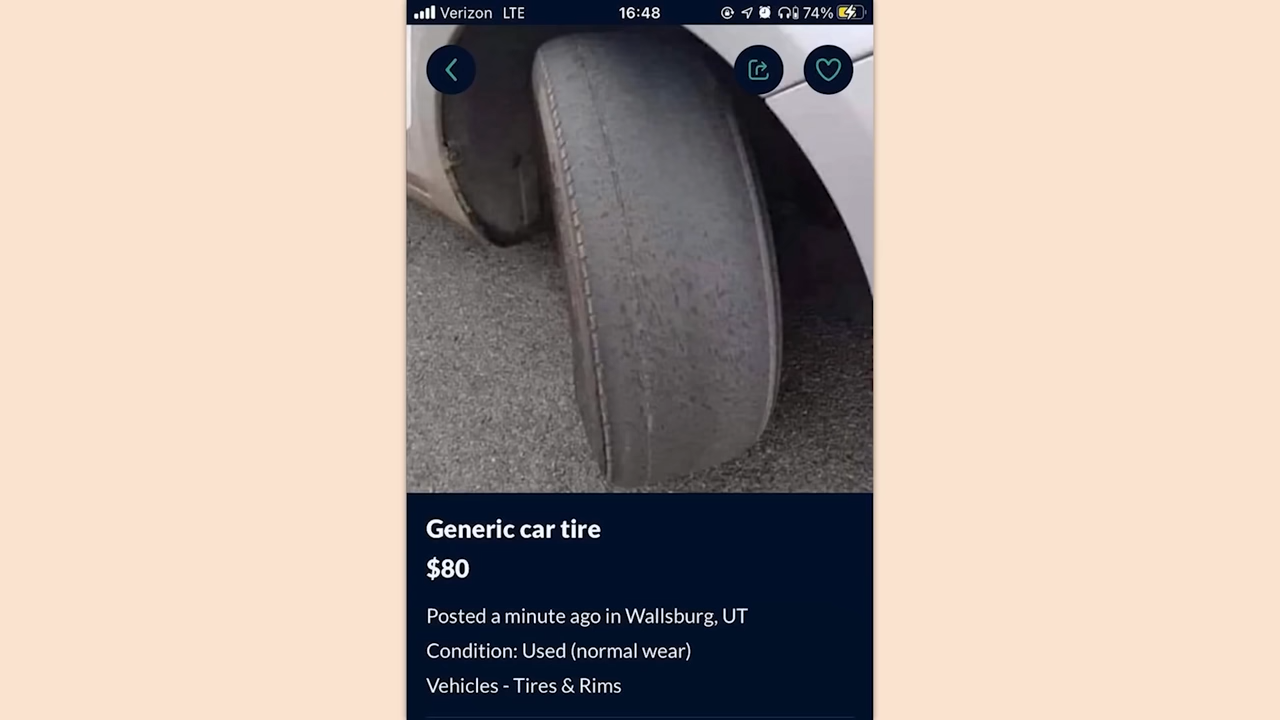 Verizon LTE 16:48 74%
Generic car tire
$80
Posted a minute ago in Wallsburg, UT
Condition: Used (normal wear)
Vehicles - Tires & Rims